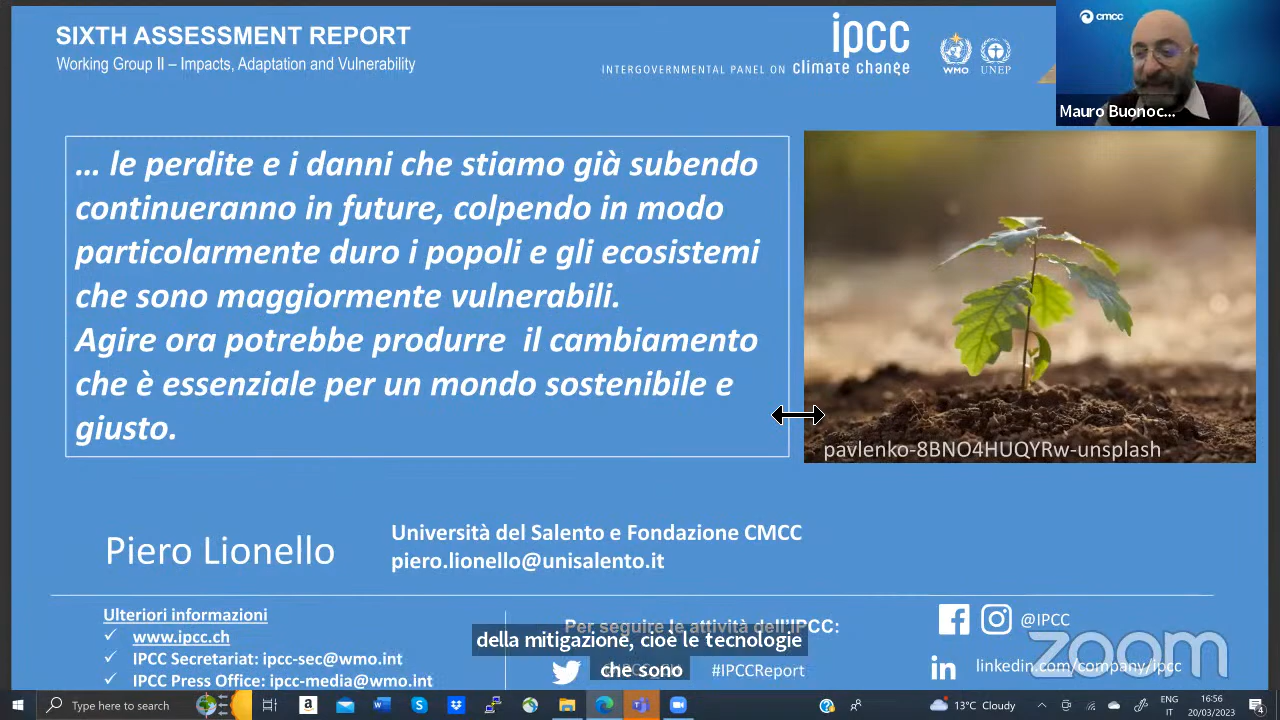 SIXTH ASSESSMENT REPORT
Working Group II – Impacts, Adaptation and Vulnerability
ipcc
INTERGOVERNMENTAL PANEL ON climate change
WMO
UNEP
cmcc
Mauro Buonoc...
... le perdite e i danni che stiamo già subendo
continueranno in future, colpendo in modo
particolarmente duro i popoli e gli ecosistemi
che sono maggiormente vulnerabili.
Agire ora potrebbe produrre il cambiamento
che è essenziale per un mondo sostenibile e
giusto.
pavlenko-8BNO4HUQYRw-unsplash
Piero Lionello
Università del Salento e Fondazione CMCC
piero.lionello@unisalento.it
Ulteriori informazioni
www.ipcc.ch
IPCC Secretariat: ipcc-sec@wmo.int
IPCC Press Office: ipcc-media@wmo.int
Per seguire le attività dell'IPCC:
della mitigazione, cioè le tecnologie
che sono
#IPCCReport
@IPCC
linkedin.com/company/ipcc
zoom
Type here to search
13°C Cloudy
ENG
IT
16:56
20/03/2023
4